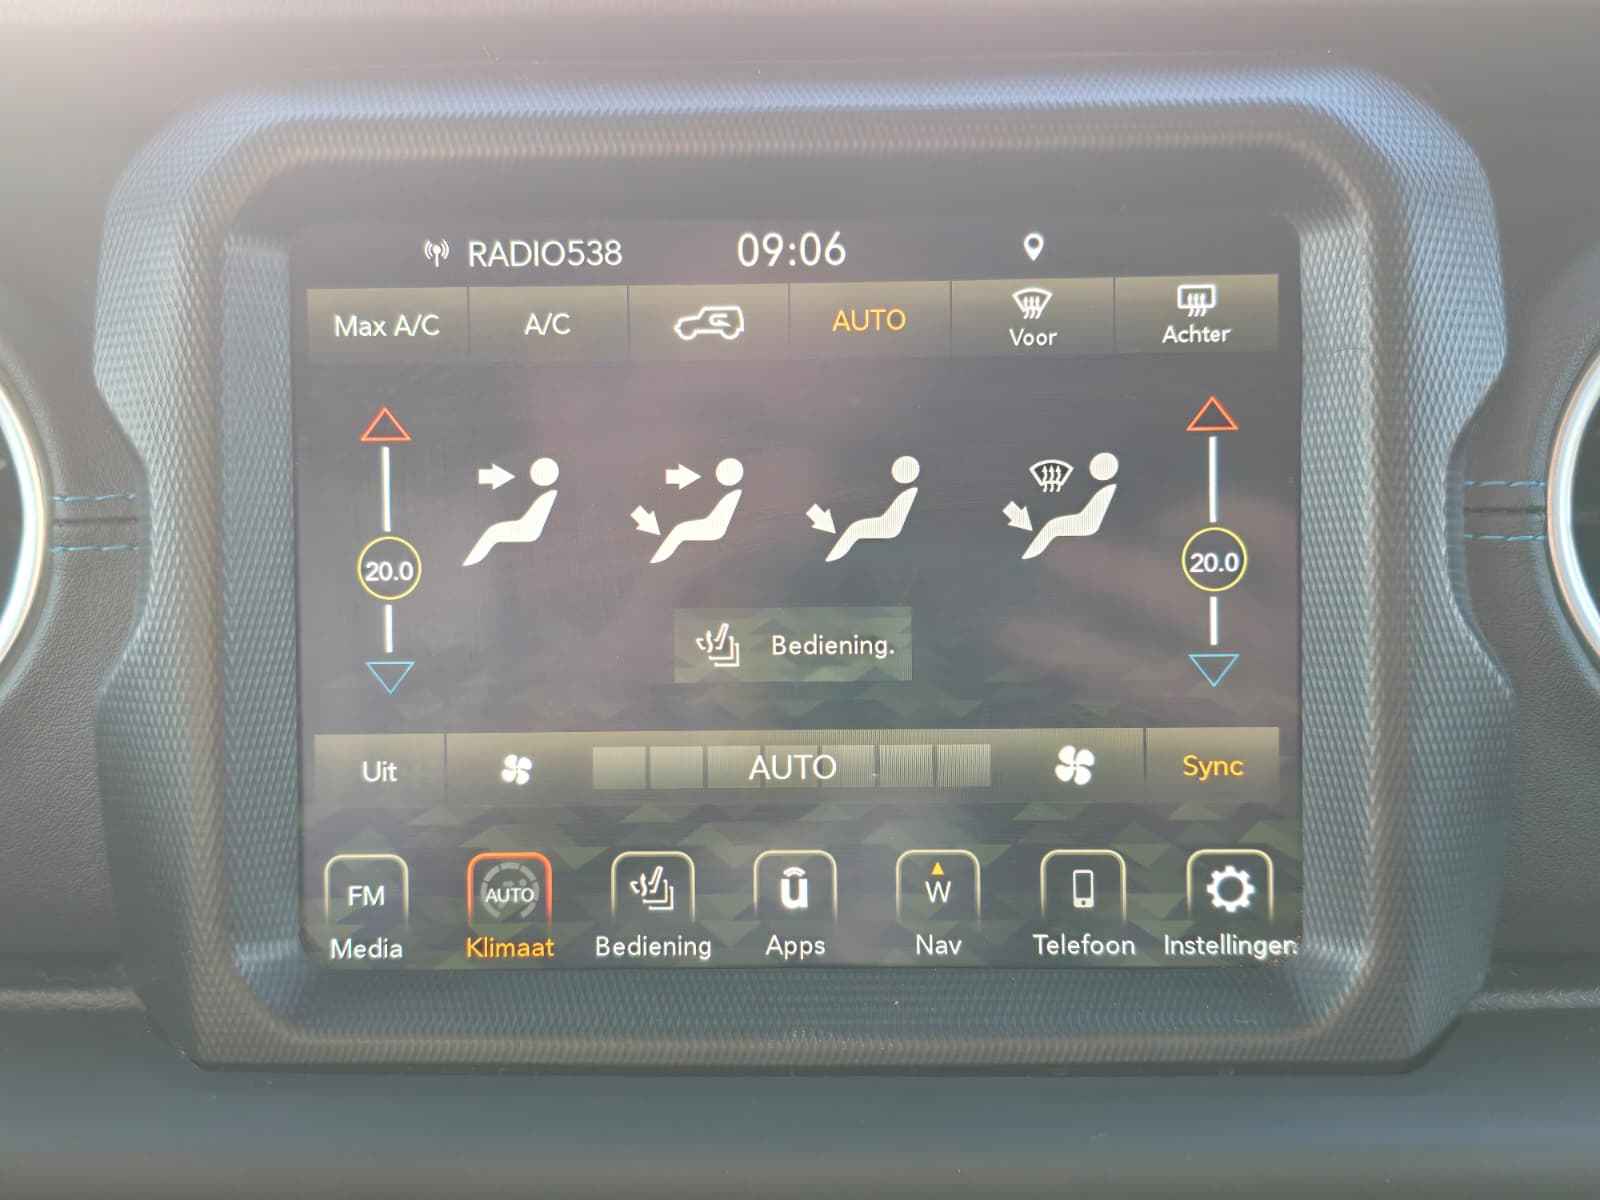 RADIO538 09:06
Max A/C A/C AUTO Voor Achter
20.0 20.0
Bediening.
Uit AUTO Sync
FM AUTO ū W
Media Klimaat Bediening Apps Nav Telefoon Instellingen